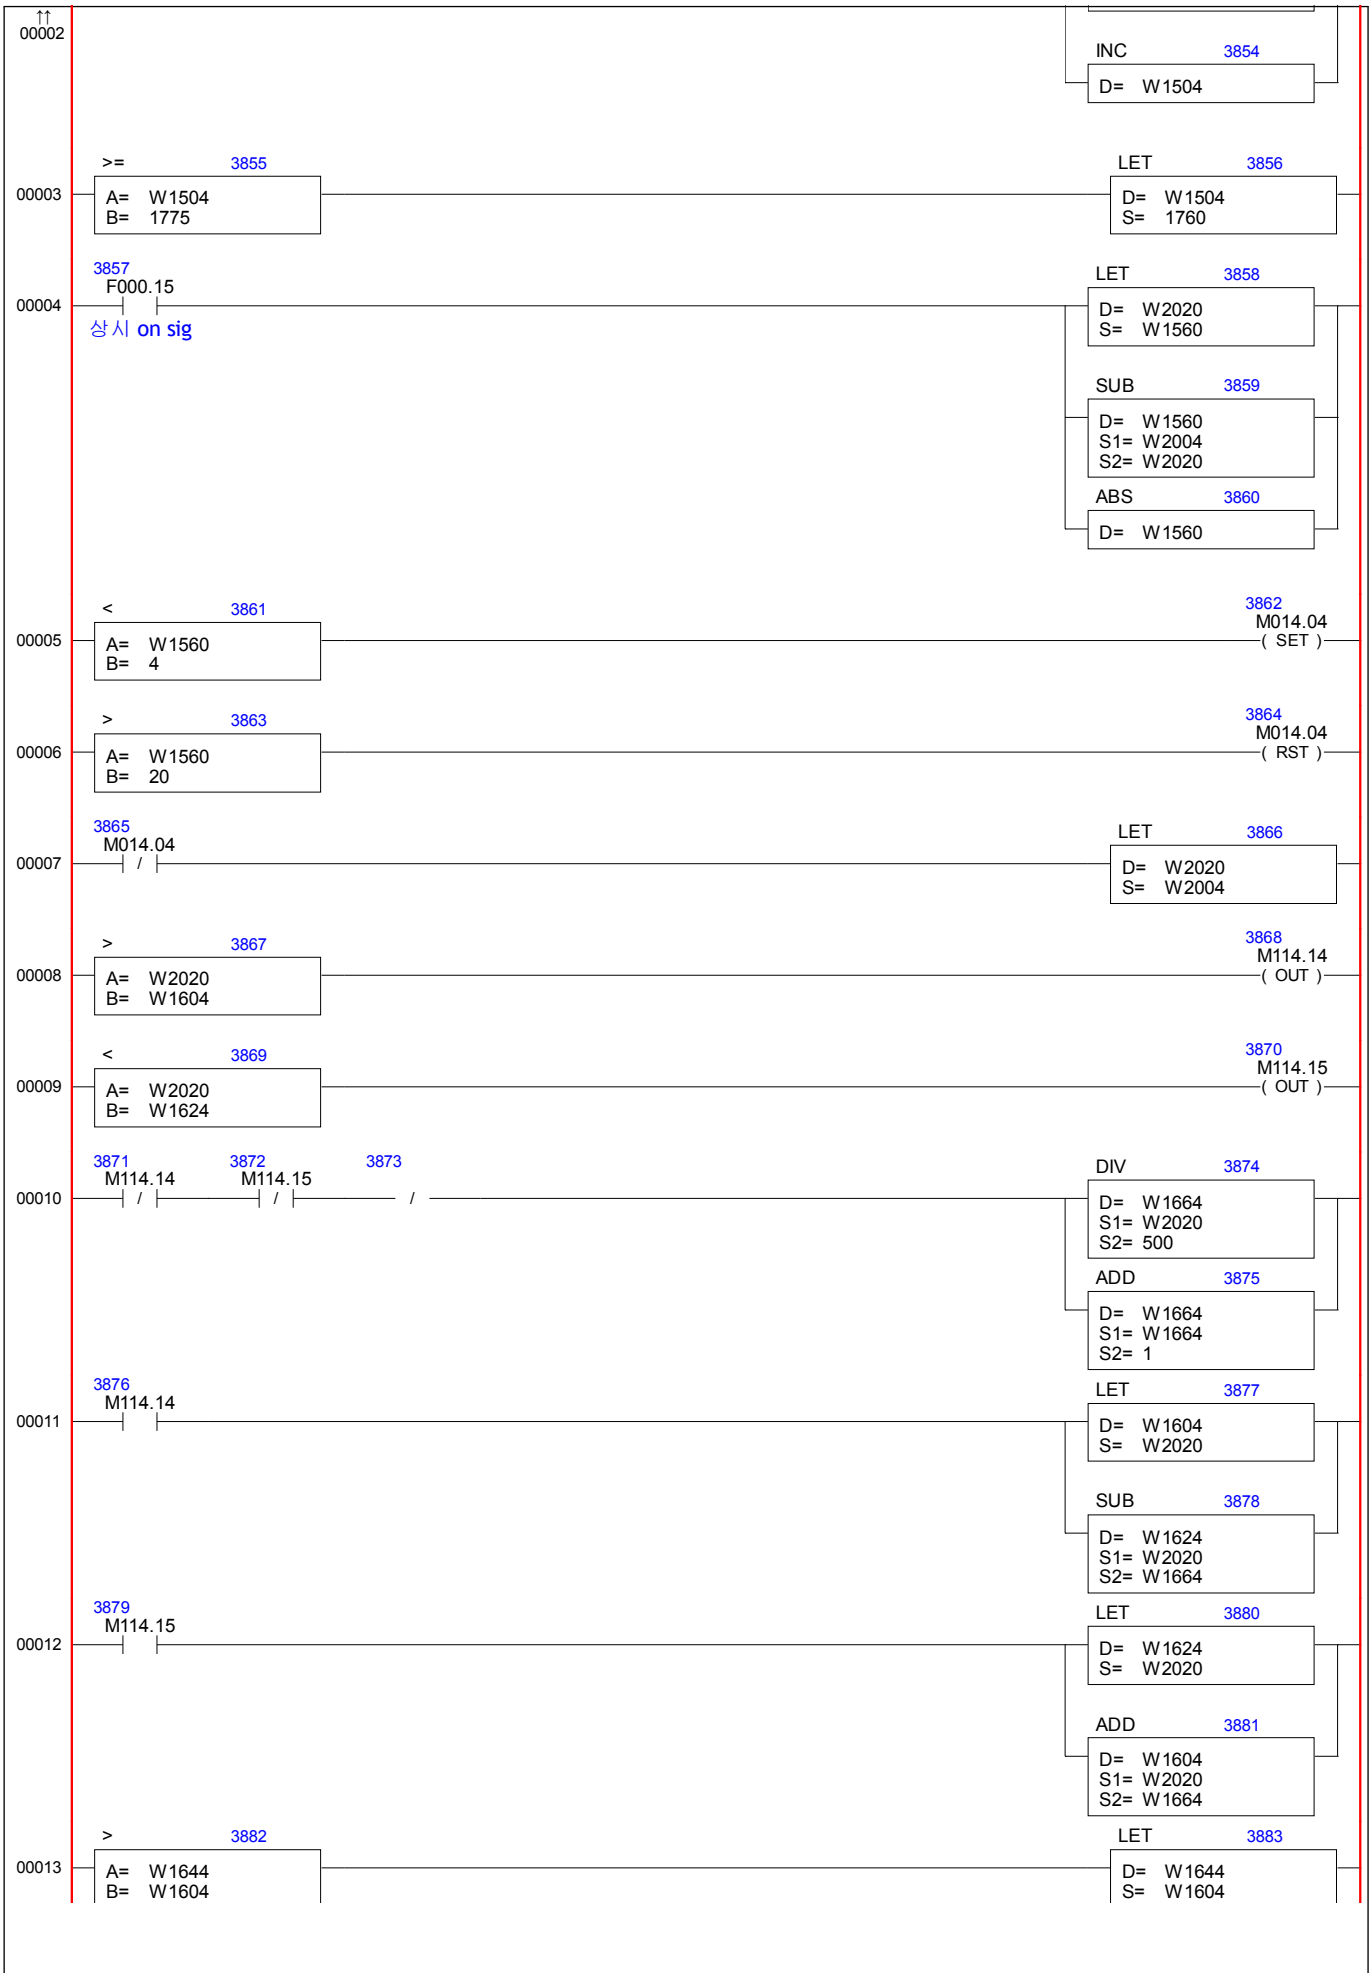 ↑↑
00002
INC 3854
D= W1504
>= 3855
LET 3856
00003
A= W1504
B= 1775
D= W1504
S= 1760
3857
F000.15
LET 3858
00004
상시 on sig
D= W2020
S= W1560
SUB 3859
D= W1560
S1= W2004
S2= W2020
ABS 3860
D= W1560
< 3861
3862
M014.04
00005
A= W1560
B= 4
( SET )
> 3863
3864
M014.04
00006
A= W1560
B= 20
( RST )
3865
M014.04
LET 3866
00007
/
D= W2020
S= W2004
> 3867
3868
M114.14
00008
A= W2020
B= W1604
( OUT )
< 3869
3870
M114.15
00009
A= W2020
B= W1624
( OUT )
3871 3872 3873
M114.14 M114.15
DIV 3874
00010
/ / /
D= W1664
S1= W2020
S2= 500
ADD 3875
D= W1664
S1= W1664
S2= 1
3876
M114.14
LET 3877
00011
D= W1604
S= W2020
SUB 3878
D= W1624
S1= W2020
S2= W1664
3879
M114.15
LET 3880
00012
D= W1624
S= W2020
ADD 3881
D= W1604
S1= W2020
S2= W1664
> 3882
LET 3883
00013
A= W1644
B= W1604
D= W1644
S= W1604